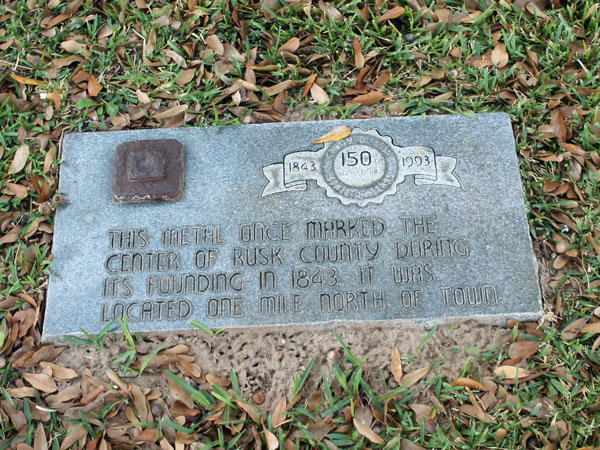 1843 150 1993
THIS METAL ONCE MARKED THE
CENTER OF RUSK COUNTY DURING
ITS FOUNDING IN 1843. IT WAS
LOCATED ONE MILE NORTH OF TOWN.